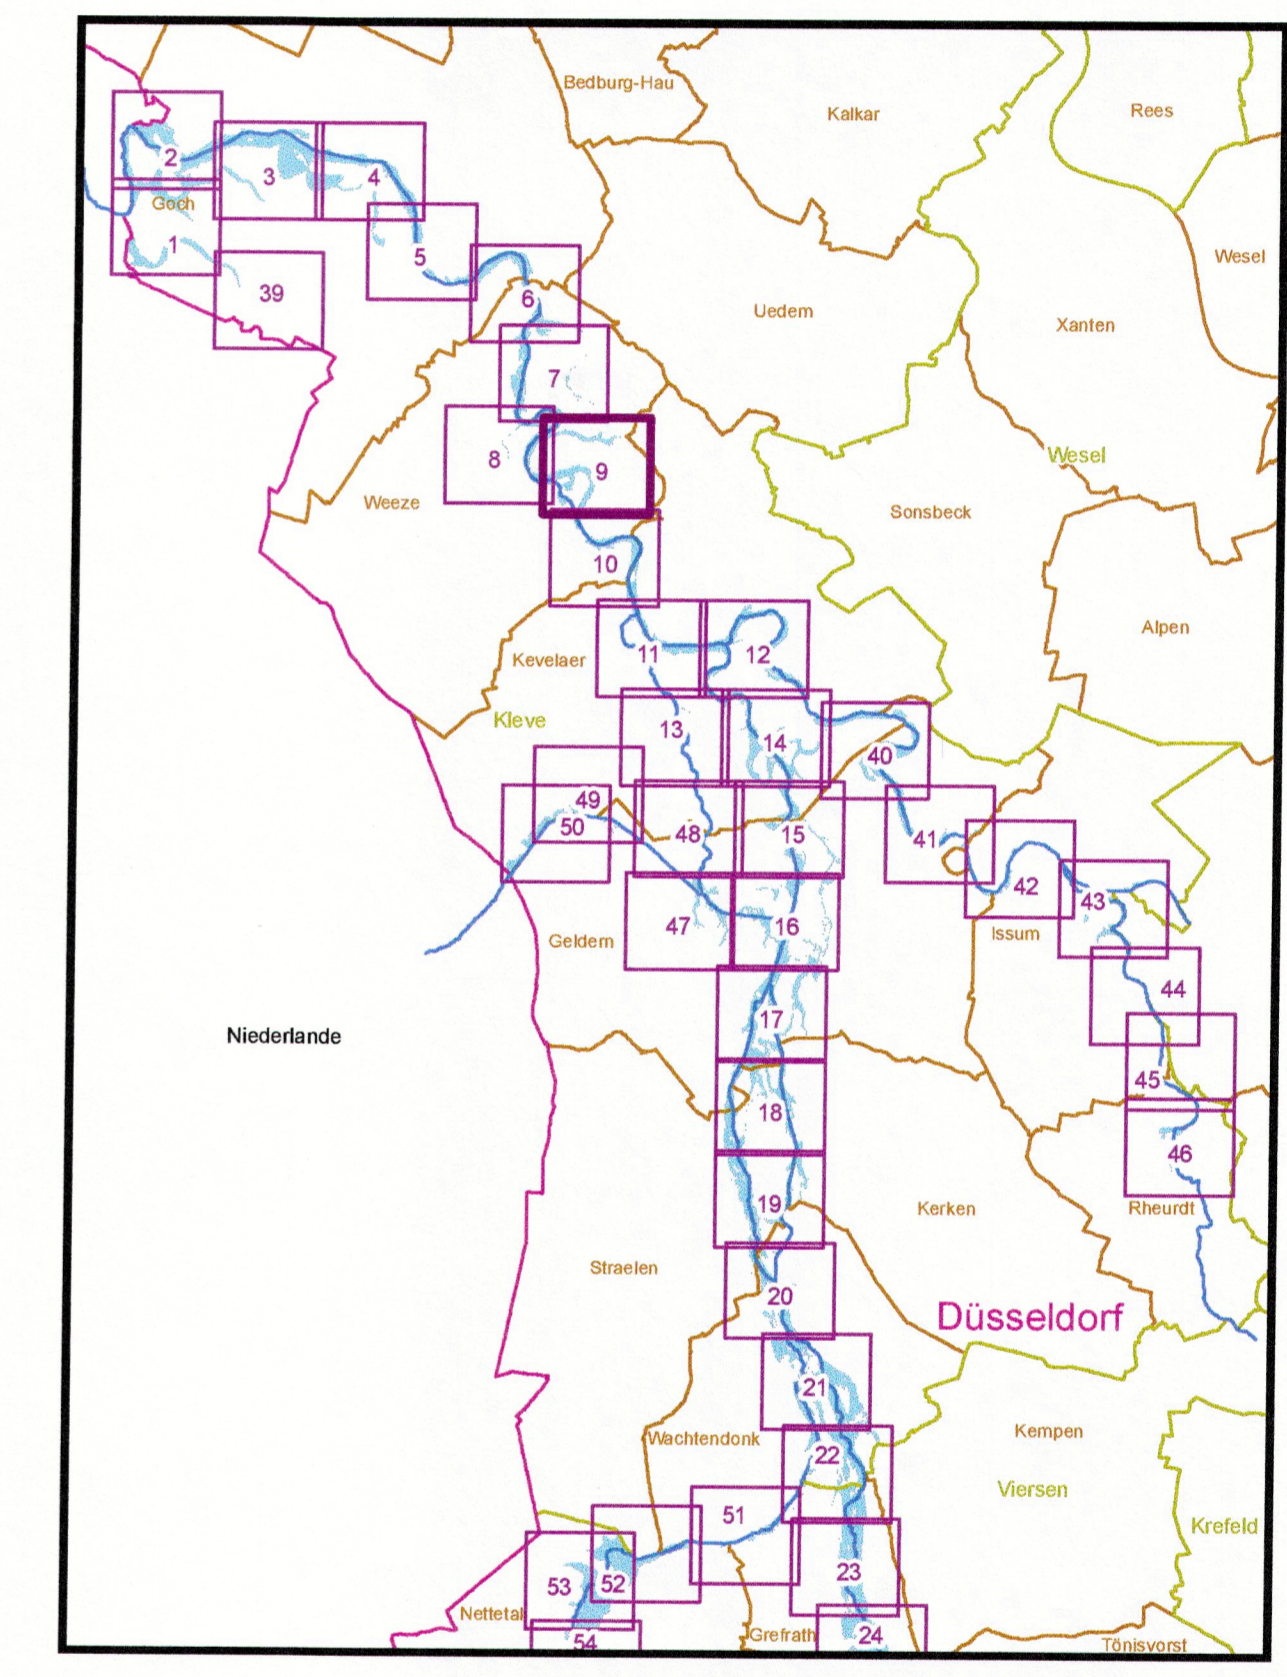 Bedburg-Hau
Kalkar
Rees
2
3
4
Goch
1
5
39
6
Wesel
Uedem
Xanten
7
8
9
Wesel
Weeze
Sonsbeck
10
Alpen
11
12
Kevelaer
Kleve
13
14
40
49
50
48
15
41
42
43
47
16
Geldern
Issum
44
17
Niederlande
45
18
46
19
Kerken
Rheurdt
Straelen
20
Düsseldorf
21
Wachtendonk
22
Kempen
Viersen
51
Krefeld
23
53
52
Nettetal
54
Grefrath
24
Tönisvorst